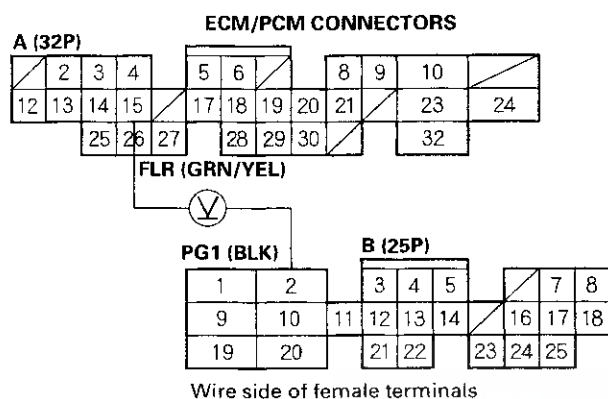 ECM/PCM CONNECTORS
A (32P)
2 3 4 5 6 8 9 10
12 13 14 15 17 18 19 20 21 23 24
25 26 27 28 29 30 32
FLR (GRN/YEL)
V
PG1 (BLK)
B (25P)
1 2 3 4 5 7 8
9 10 11 12 13 14 16 17 18
19 20 21 22 23 24 25
Wire side of female terminals